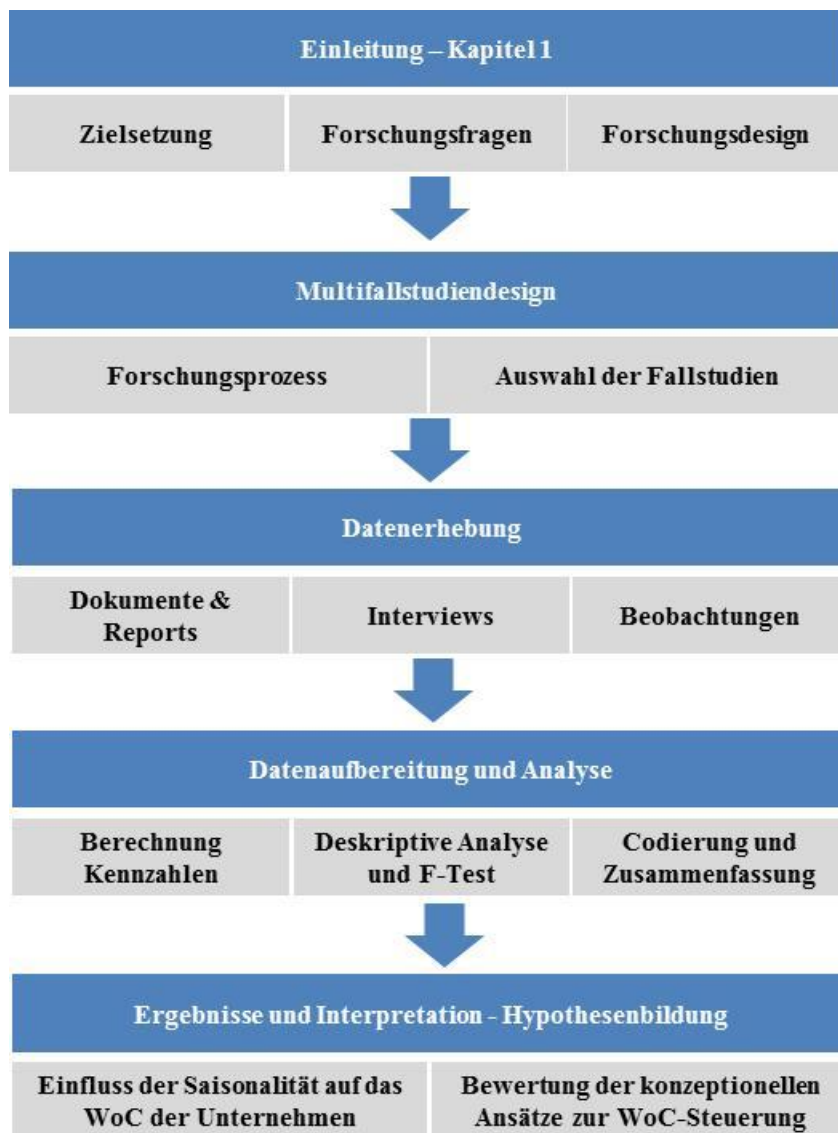 Einleitung – Kapitel 1
Zielsetzung
Forschungsfragen
Forschungsdesign
Multifallstudiendesign
Forschungsprozess
Auswahl der Fallstudien
Datenerhebung
Dokumente &
Reports
Interviews
Beobachtungen
Datenaufbereitung und Analyse
Berechnung
Kennzahlen
Deskriptive Analyse
und F-Test
Codierung und
Zusammenfassung
Ergebnisse und Interpretation - Hypothesenbildung
Einfluss der Saisonalität auf das
WoC der Unternehmen
Bewertung der konzeptionellen
Ansätze zur WoC-Steuerung